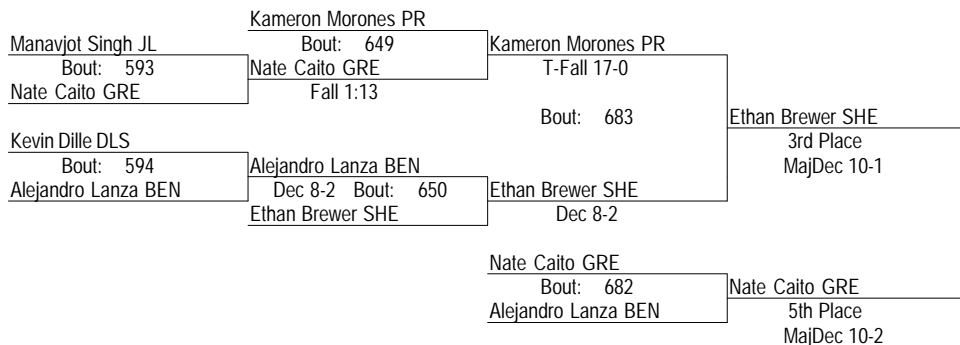 Kameron Morones PR
Manavjot Singh JL
Bout: 649
Kameron Morones PR
Bout: 593
Nate Caito GRE
T-Fall 17-0
Nate Caito GRE
Fall 1:13
Bout: 683
Ethan Brewer SHE
Kevin Dille DLS
3rd Place
Bout: 594
Alejandro Lanza BEN
MajDec 10-1
Alejandro Lanza BEN
Dec 8-2 Bout: 650
Ethan Brewer SHE
Ethan Brewer SHE
Dec 8-2
Nate Caito GRE
Bout: 682
Nate Caito GRE
Alejandro Lanza BEN
5th Place
MajDec 10-2